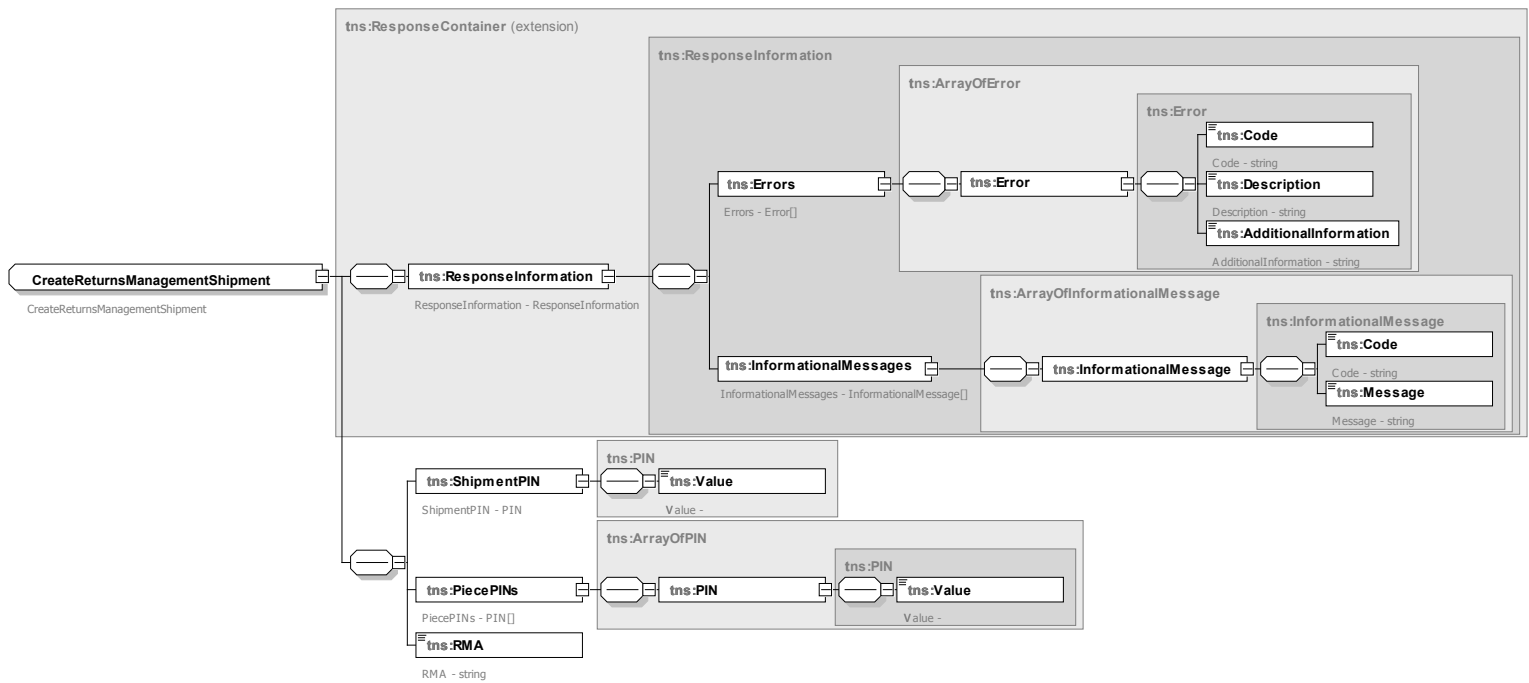 tns:ResponseContainer (extension)
tns:ResponseInformation
tns:ArrayOfError
tns:Error
tns:Code
Code - string
tns:Errors
Errors - Error[]
tns:Error
tns:Description
Description - string
tns:AdditionalInformation
AdditionalInformation - string
CreateReturnsManagementShipment
CreateReturnsManagementShipment
tns:ResponseInformation
ResponseInformation - ResponseInformation
tns:ArrayOfInformationalMessage
tns:InformationalMessage
tns:Code
Code - string
tns:InformationalMessages
InformationalMessages - InformationalMessage[]
tns:InformationalMessage
tns:Message
Message - string
tns:PIN
tns:ShipmentPIN
ShipmentPIN - PIN
tns:Value
Value -
tns:ArrayOfPIN
tns:PIN
tns:PiecePINs
PiecePINs - PIN[]
tns:PIN
tns:Value
Value -
tns:RMA
RMA - string